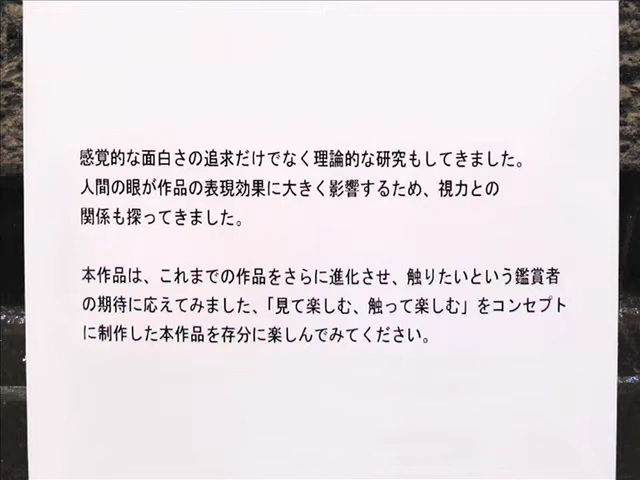 感覚的な面白さの追求だけでなく理論的な研究もしてきました。
人間の眼が作品の表現効果に大きく影響するため、視力との
関係も探ってきました。
本作品は、これまでの作品をさらに進化させ、触りたいという鑑賞者
の期待に応えてみました、「見て楽しむ、触って楽しむ」をコンセプト
に制作した本作品を存分に楽しんでみてください。